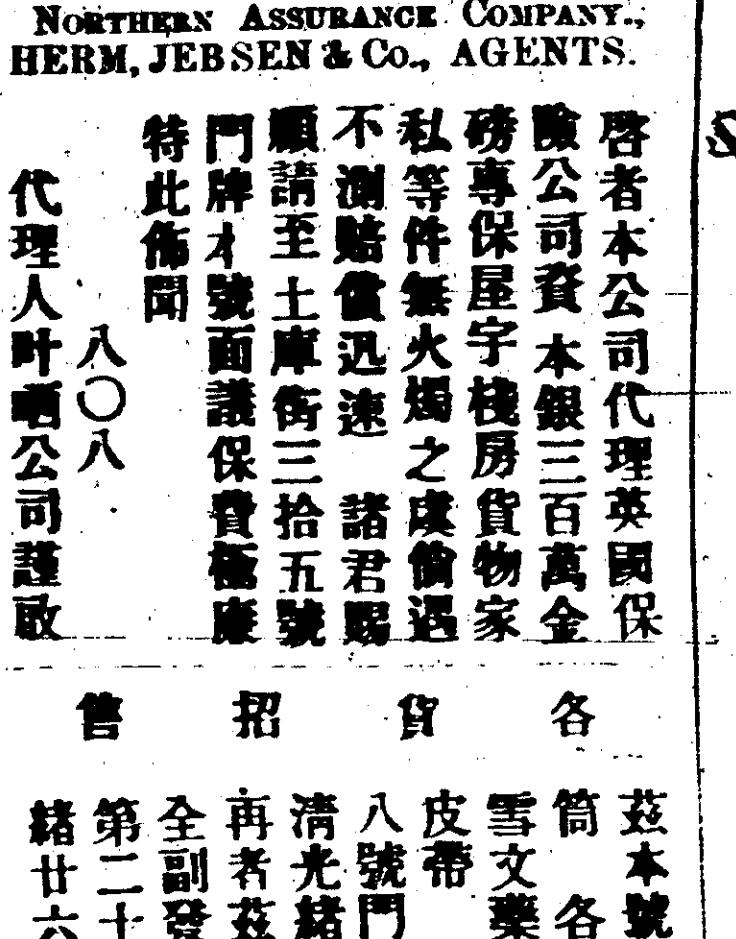 NORTHERN ASSURANCE COMPANY.,
HERM, JEBSEN & Co., AGENTS.
啓者本公司代理英國保
險公司資本銀三百萬金
磅專保屋宇棧房貨物家
私等件無火燭之虞倘遇
不測賠償迅速 諸君賜
顧請至土庫街三拾五號
門牌才號面議保費極廉
特此佈聞
八〇八
代理人咁㗾公司謹啟
各貨招售
茲本號
筒 各
雪文藥
皮帶
八號門
清光緒
再者茲
全副發
第二十
緒廿六